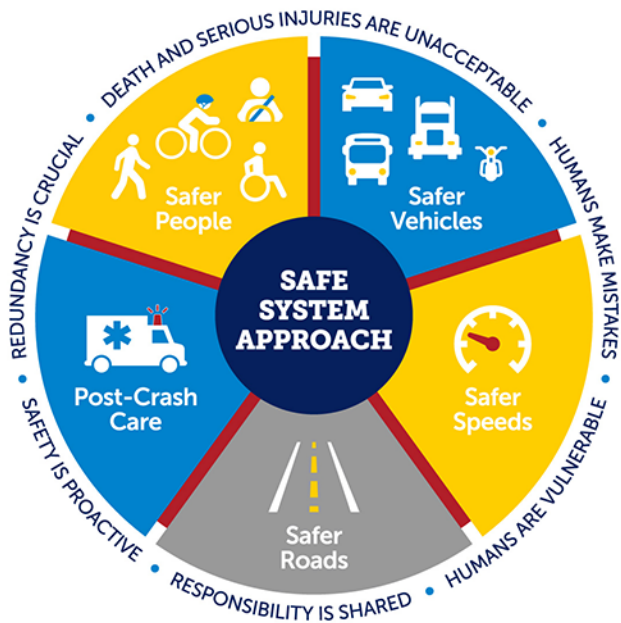 DEATH AND SERIOUS INJURIES ARE UNACCEPTABLE
HUMANS MAKE MISTAKES
HUMANS ARE VULNERABLE
RESPONSIBILITY IS SHARED
SAFETY IS PROACTIVE
REDUNDANCY IS CRUCIAL
Safer
People
Safer
Vehicles
SAFE
SYSTEM
APPROACH
Post-Crash
Care
Safer
Speeds
Safer
Roads